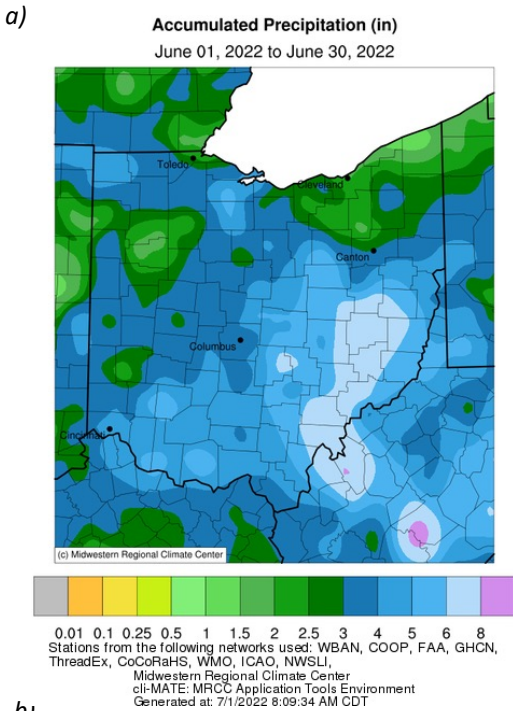 a)
Accumulated Precipitation (in)
June 01, 2022 to June 30, 2022
Toledo
Cleveland
Canton
Columbus
Cincinnati
(c) Midwestern Regional Climate Center
0.01 0.1 0.25 0.5 1 1.5 2 2.5 3 4 5 6 8
Stations from the following networks used: WBAN, COOP, FAA, GHCN,
ThreadEx, CoCoRaHS, WMO, ICAO, NWSLI,
Midwestern Regional Climate Center
cli-MATE: MRCC Application Tools Environment
Generated at: 7/1/2022 8:09:34 AM CDT